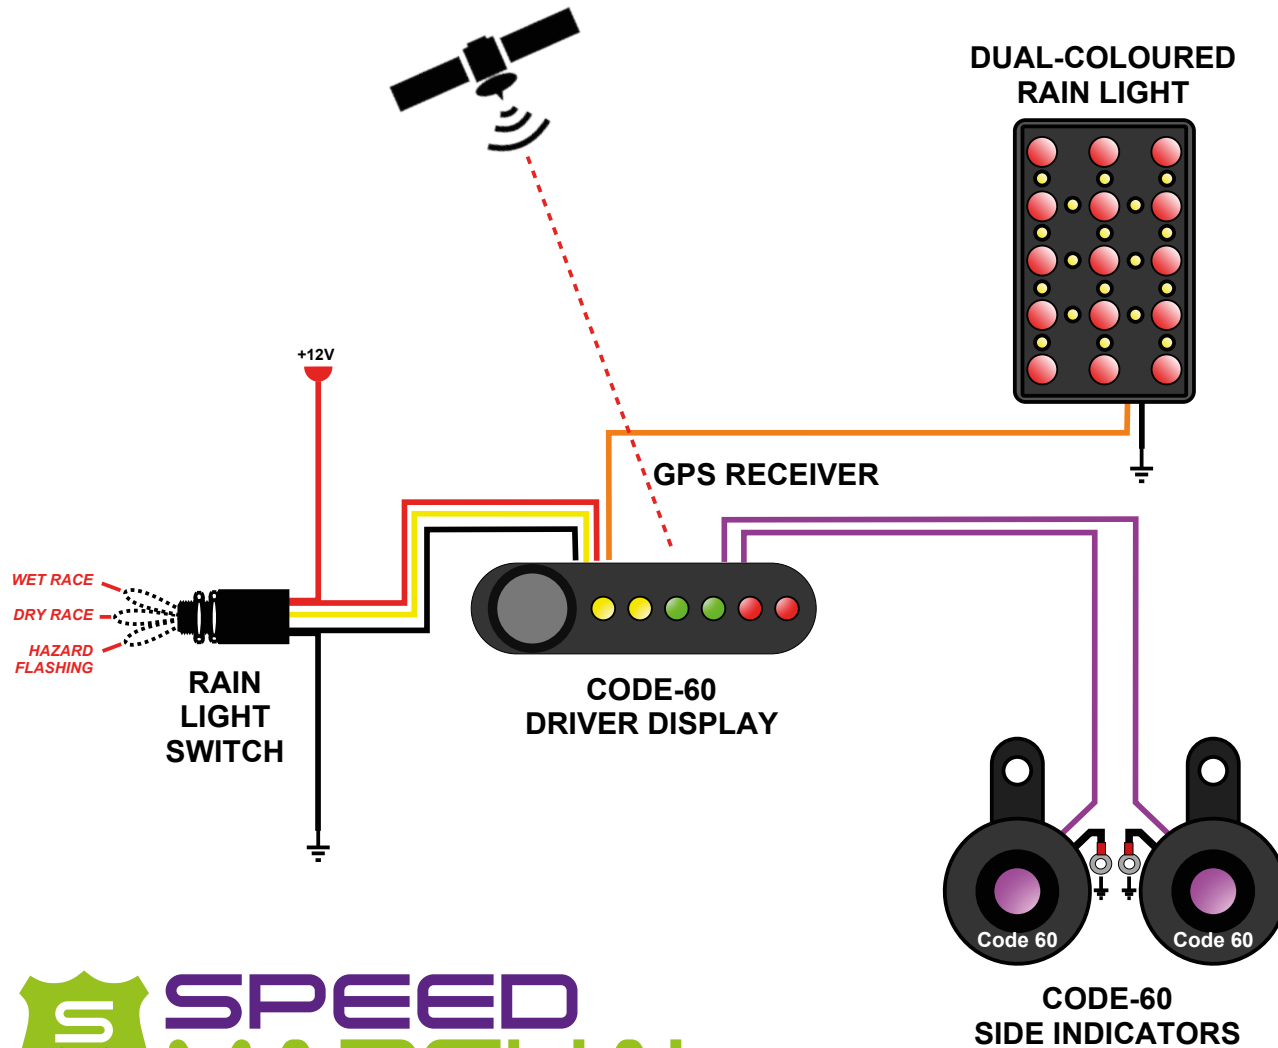 DUAL-COLOURED
RAIN LIGHT
+12V
GPS RECEIVER
WET RACE
DRY RACE
HAZARD
FLASHING
RAIN
LIGHT
SWITCH
CODE-60
DRIVER DISPLAY
Code 60
Code 60
CODE-60
SIDE INDICATORS
S
SPEED